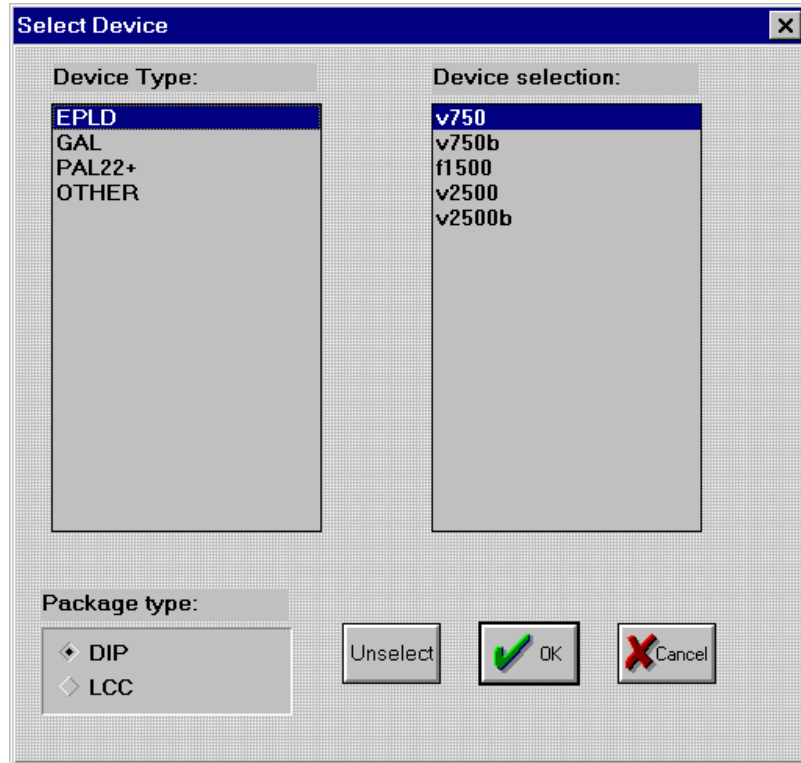 Select Device
Device Type:
EPLD
GAL
PAL22+
OTHER
Device selection:
v750
v750b
f1500
v2500
v2500b
Package type:
DIP
LCC
Unselect
OK
Cancel